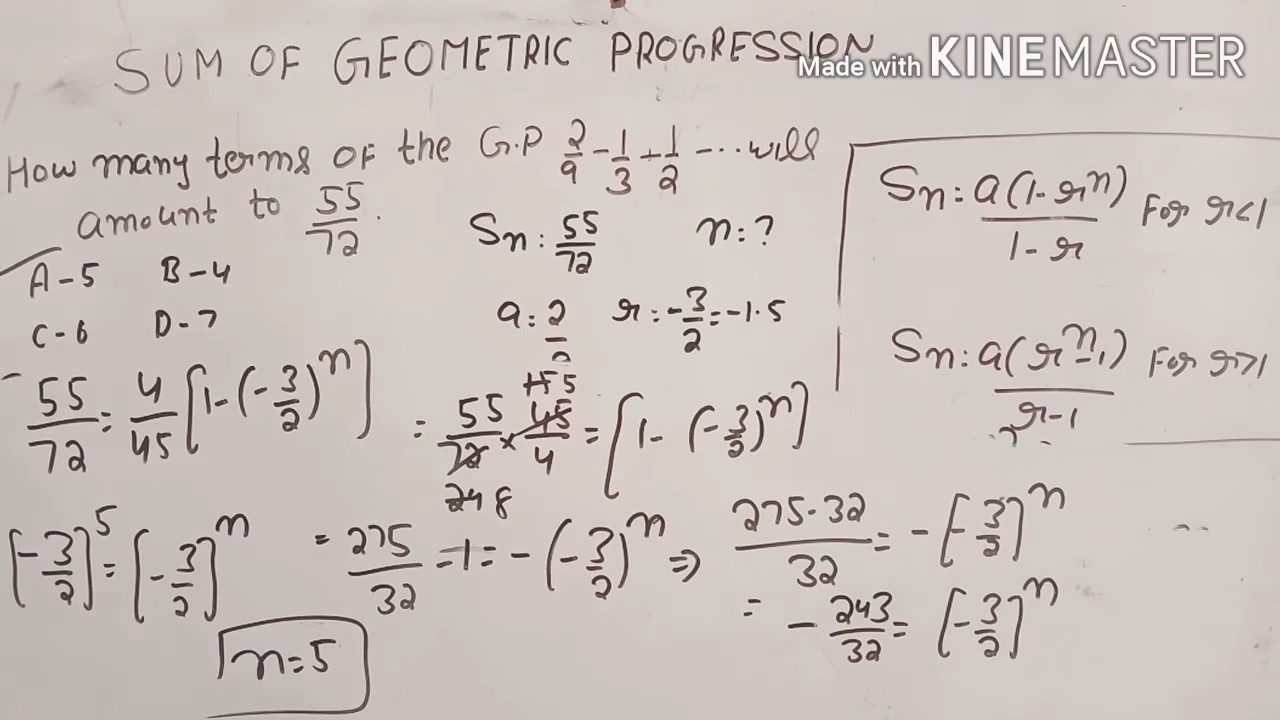 SUM OF GEOMETRIC PROGRESSION
Made with KINEMASTER
How many terms of the G.P 2/9 - 1/3 + 1/2 ---.. will
amount to 55/72.
Sn : 55/72 n : ?
A-5 B-4
C-6 D-7
a : 2 r : -3/2 = -1.5
Sn : a(1-r^n)/1-r For r<1
Sn : a(r^n-1)/r-1 For r>1
55/72 = 4/45 [1-(-3/2)^n]
= 55/72 × 45/4 = [1-(-3/2)^n]
15 5
24 8
= 275/32 -1 = -(-3/2)^n ⇒ 275-32/32 = -[-3/2]^n
= -243/32 = [-3/2]^n
[-3/2]^5 = [-3/2]^n
n=5